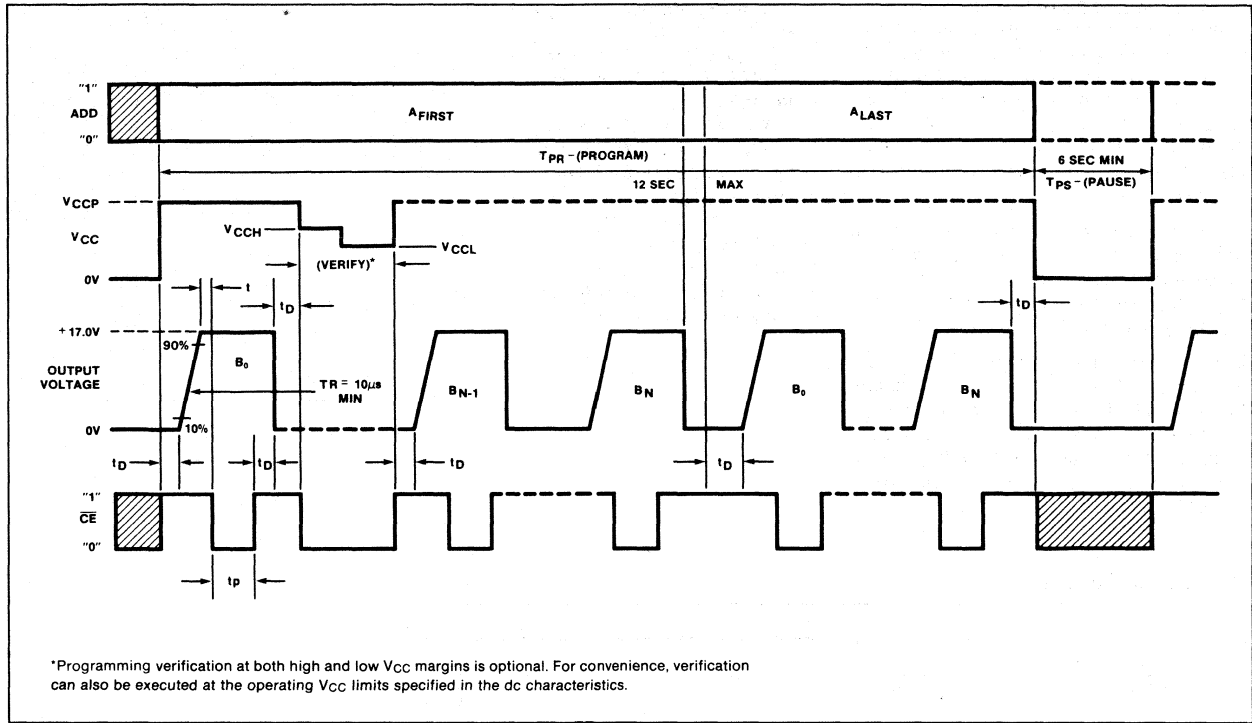 *
"1"
ADD
"0"
AFIRST
ALAST
TPR-(PROGRAM)
12 SEC MAX
6 SEC MIN
TPS-(PAUSE)
VCCP
VCC
0V
VCCH
VCCL
(VERIFY)*
t
tD
tD
+17.0V
90%
OUTPUT
VOLTAGE
10%
0V
B0
TR = 10μs
MIN
BN-1
BN
B0
BN
tD
tD
tD
tD
"1"
CE
"0"
tp
*Programming verification at both high and low VCC margins is optional. For convenience, verification
can also be executed at the operating VCC limits specified in the dc characteristics.